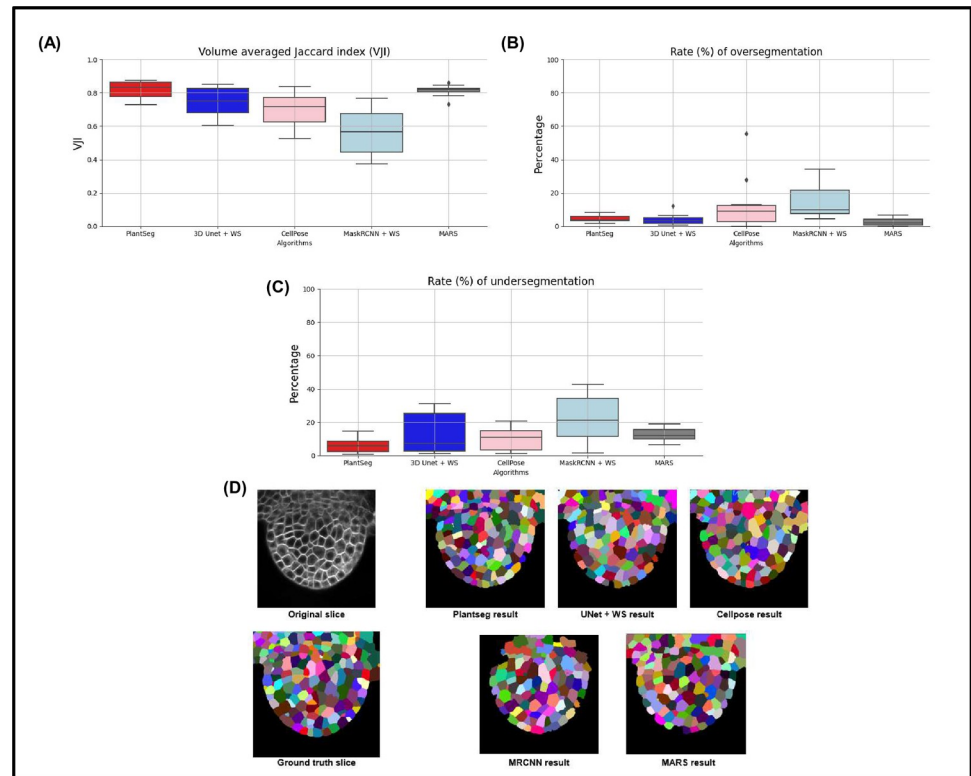 (A)
Volume averaged Jaccard index (VJI)
1.0
0.8
0.6
0.4
0.2
0.0
VJI
PlantSeg
3D Unet + WS
CellPose
MaskRCNN + WS
MARS
Algorithms
(B)
Rate (%) of oversegmentation
100
80
60
40
20
0
Percentage
PlantSeg
3D Unet + WS
CellPose
MaskRCNN + WS
MARS
Algorithms
(C)
Rate (%) of undersegmentation
100
80
60
40
20
0
Percentage
PlantSeg
3D Unet + WS
CellPose
MaskRCNN + WS
MARS
Algorithms
(D)
Original slice
Plantseg result
UNet + WS result
Cellpose result
Ground truth slice
MRCNN result
MARS result